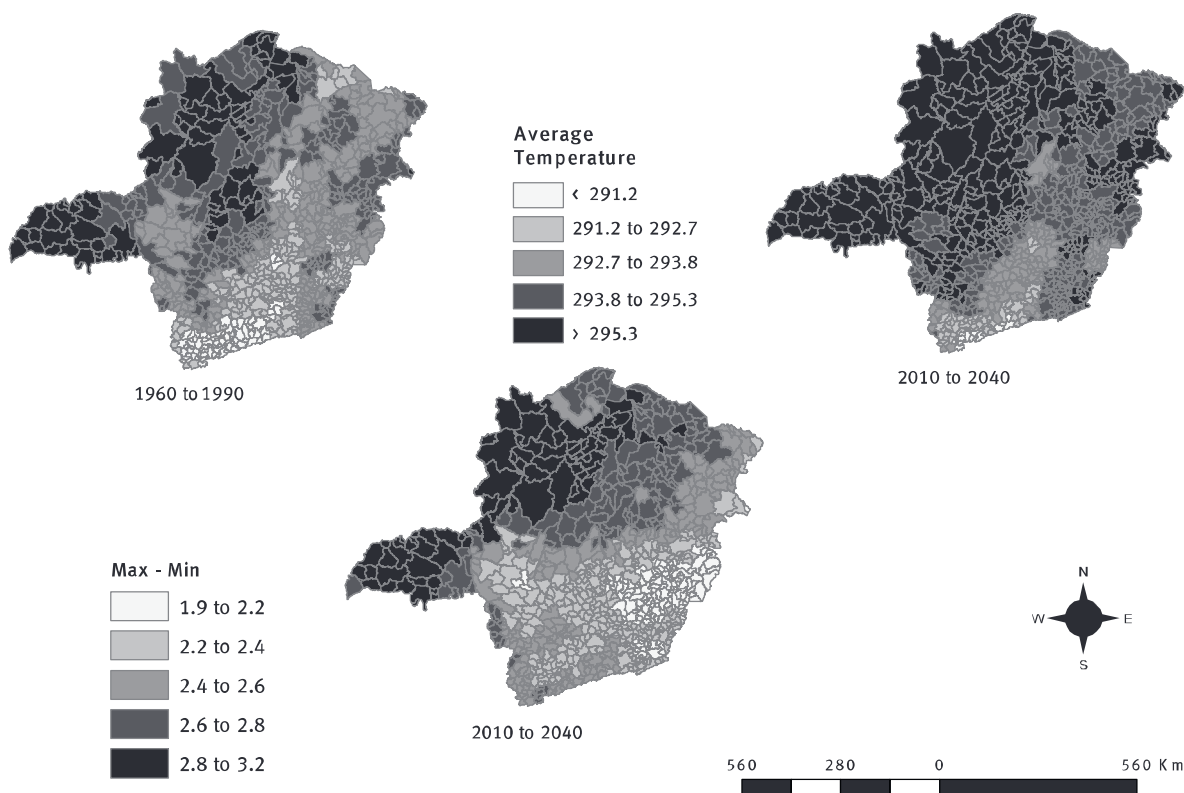 Average
Temperature
< 291.2
291.2 to 292.7
292.7 to 293.8
293.8 to 295.3
> 295.3
1960 to 1990
2010 to 2040
Max - Min
1.9 to 2.2
2.2 to 2.4
2.4 to 2.6
2.6 to 2.8
2.8 to 3.2
2010 to 2040
N
W E
S
560 280 0 560 Km